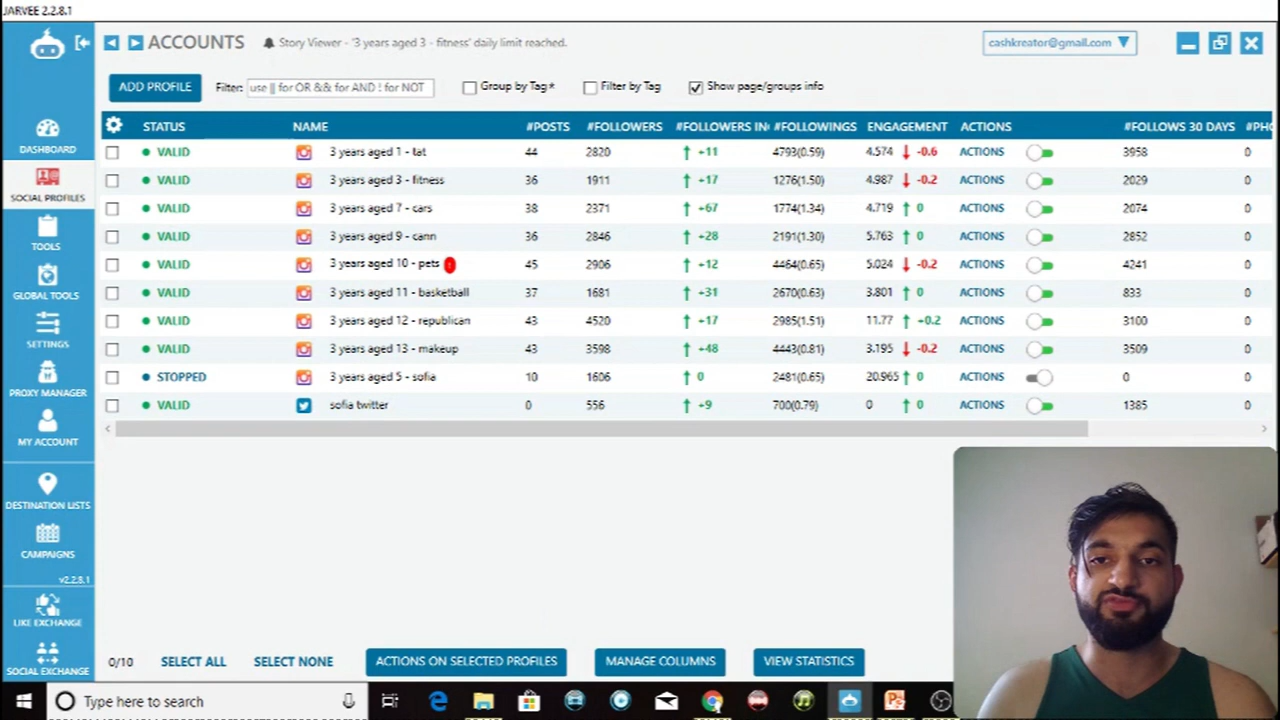 JARVEE 2.2.8.1
ACCOUNTS Story Viewer - '3 years aged 3 - fitness' daily limit reached. cashkreator@gmail.com
ADD PROFILE Filter: use || for OR && for AND ! for NOT Group by Tag* Filter by Tag Show page/groups info
STATUS NAME #POSTS #FOLLOWERS #FOLLOWERS IN #FOLLOWINGS ENGAGEMENT ACTIONS #FOLLOWS 30 DAYS #PHO
VALID 3 years aged 1 - tat 44 2820 +11 4793(0.59) 4.574 -0.6 ACTIONS 3958 0
VALID 3 years aged 3 - fitness 36 1911 +17 1276(1.50) 4.987 -0.2 ACTIONS 2029 0
VALID 3 years aged 7 - cars 38 2371 +67 1774(1.34) 4.719 0 ACTIONS 2074 0
VALID 3 years aged 9 - cann 36 2846 +28 2191(1.30) 5.763 0 ACTIONS 2852 0
VALID 3 years aged 10 - pets 45 2906 +12 4464(0.65) 5.024 -0.2 ACTIONS 4241 0
VALID 3 years aged 11 - basketball 37 1681 +31 2670(0.63) 3.801 0 ACTIONS 833 0
VALID 3 years aged 12 - republican 43 4520 +17 2985(1.51) 11.77 +0.2 ACTIONS 3100 0
VALID 3 years aged 13 - makeup 43 3598 +48 4443(0.81) 3.195 -0.2 ACTIONS 3509 0
STOPPED 3 years aged 5 - sofia 10 1606 0 2481(0.65) 20.965 0 ACTIONS 0 0
VALID sofia twitter 0 556 +9 700(0.79) 0 0 ACTIONS 1385 0
DASHBOARD
SOCIAL PROFILES
TOOLS
GLOBAL TOOLS
SETTINGS
PROXY MANAGER
MY ACCOUNT
DESTINATION LISTS
CAMPAIGNS
v2.2.8.1
LIKE EXCHANGE
SOCIAL EXCHANGE
0/10 SELECT ALL SELECT NONE ACTIONS ON SELECTED PROFILES MANAGE COLUMNS VIEW STATISTICS
Type here to search